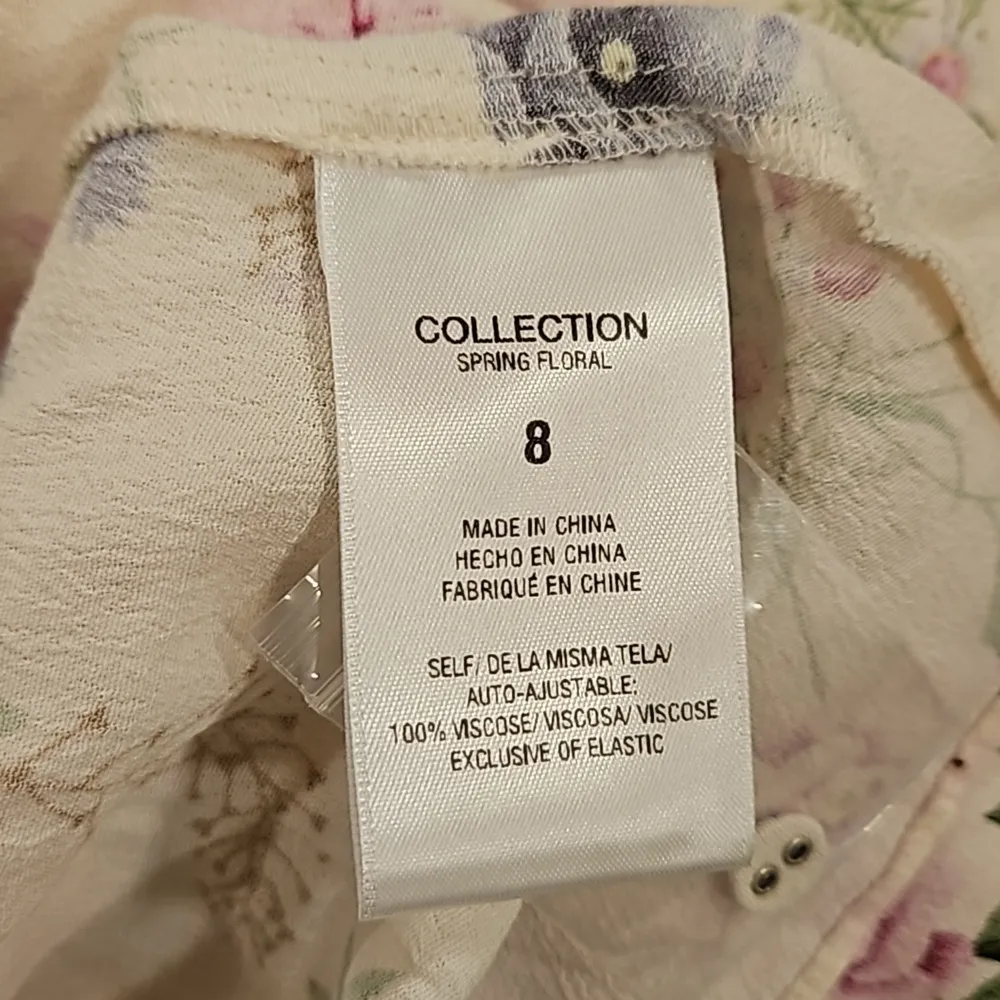 COLLECTION
SPRING FLORAL
8
MADE IN CHINA
HECHO EN CHINA
FABRIQUÉ EN CHINE
SELF/ DE LA MISMA TELA/
AUTO-AJUSTABLE:
100% VISCOSE/ VISCOSA/ VISCOSE
EXCLUSIVE OF ELASTIC